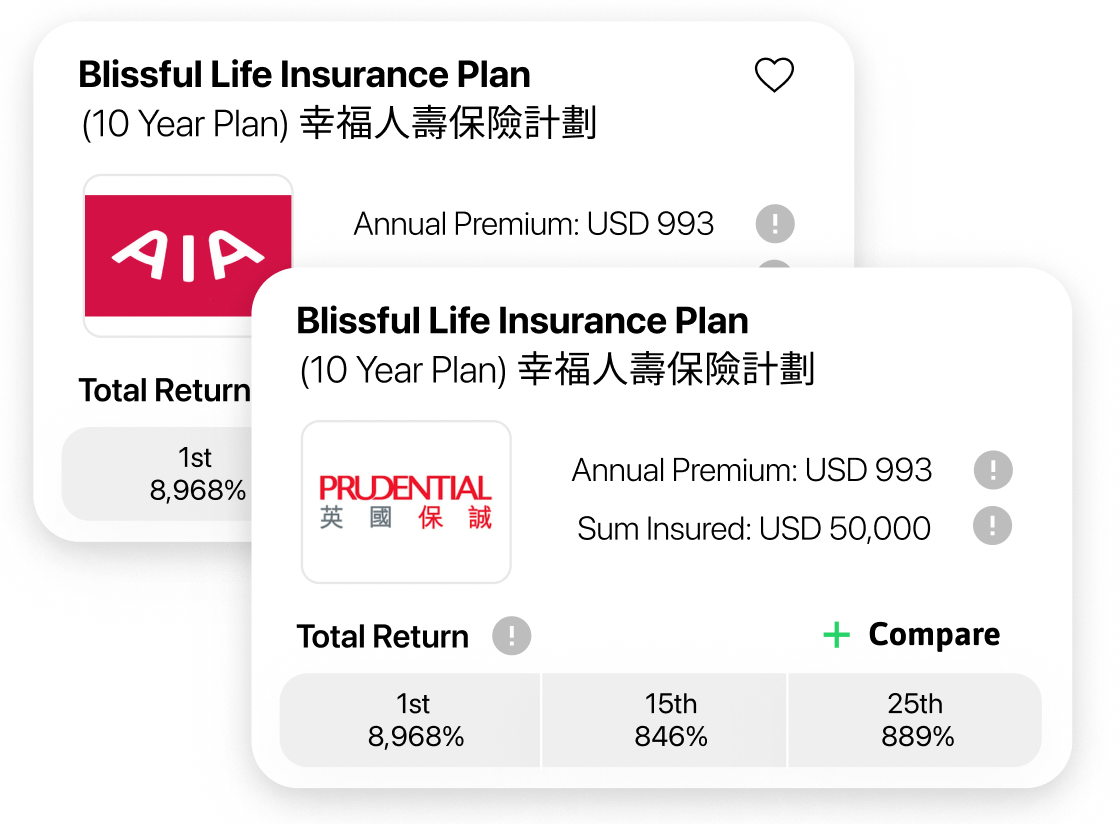 Blissful Life Insurance Plan
(10 Year Plan) 幸福人壽保險計劃
AIA
Annual Premium: USD 993
!
Total Return
1st
8,968%
Blissful Life Insurance Plan
(10 Year Plan) 幸福人壽保險計劃
PRUDENTIAL
英國保誠
Annual Premium: USD 993
!
Sum Insured: USD 50,000
!
Total Return
!
+ Compare
1st
8,968%
15th
846%
25th
889%